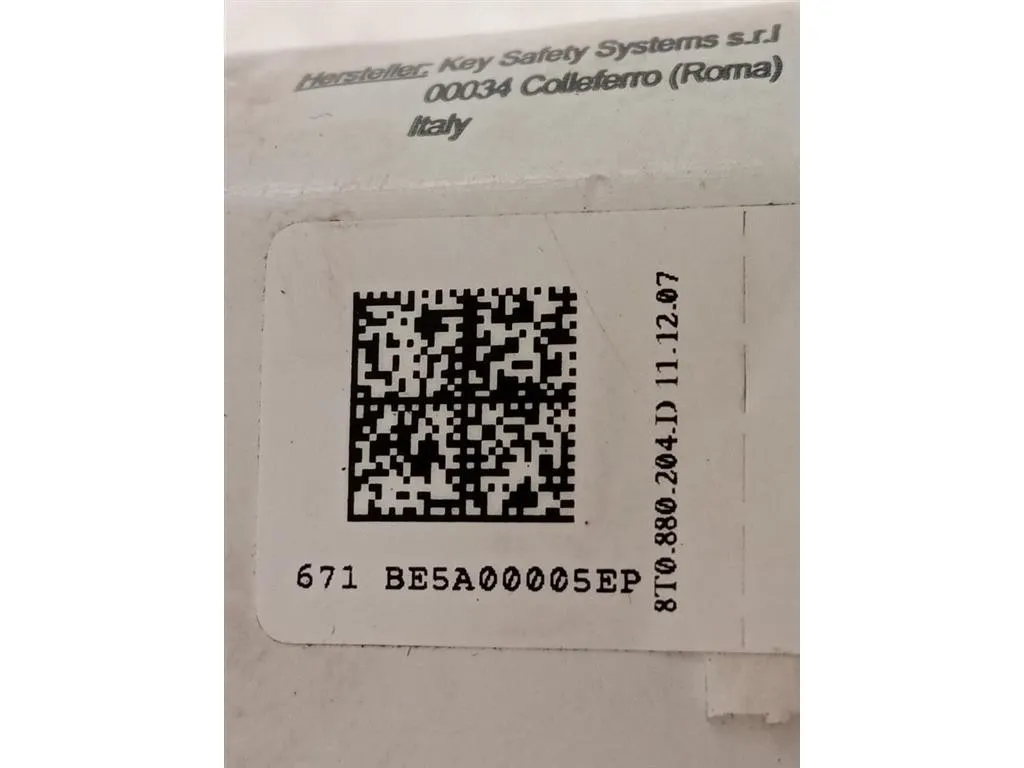 Hersteller: Key Safety Systems s.r.l
00034 Colleferro (Roma)
Italy
671 BE5A00005EP
8T0.880.204.D 11.12.07